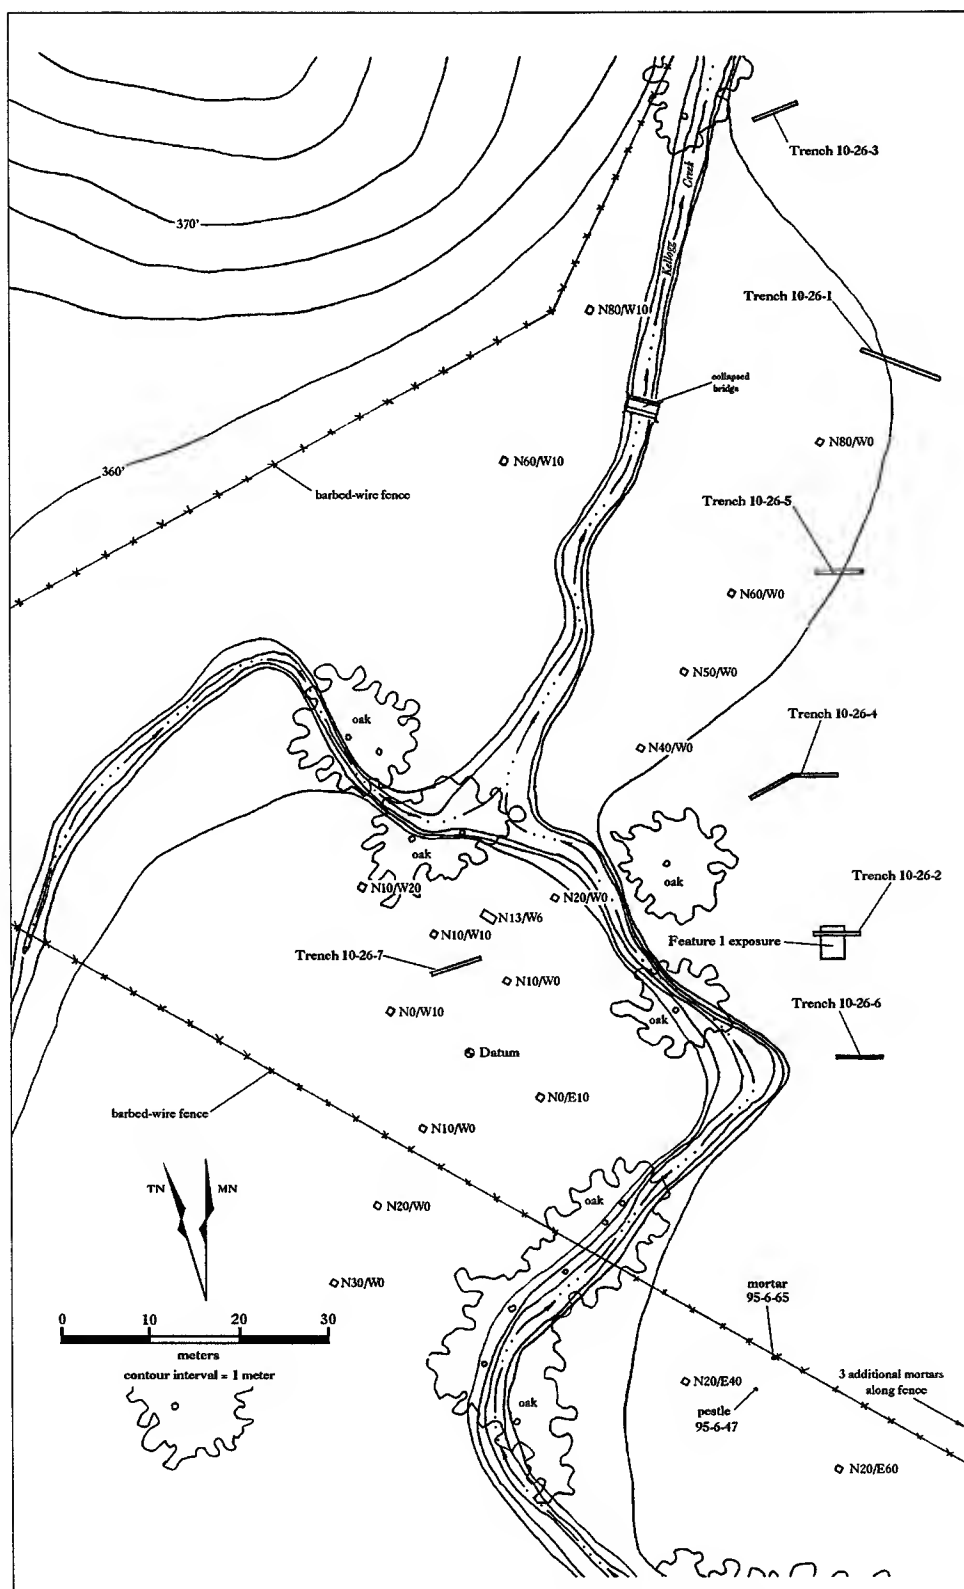 Trench 10-26-3
Kellogg Creek
370'
Trench 10-26-1
N80/W10
collapsed
bridge
N80/W0
360'
N60/W10
barbed-wire fence
Trench 10-26-5
N60/W0
N50/W0
oak
Trench 10-26-4
N40/W0
oak
oak
N10/W20
N20/W0
Trench 10-26-2
N13/W6
N10/W10
Feature 1 exposure
Trench 10-26-7
N10/W0
Trench 10-26-6
N0/W10
oak
Datum
N0/E10
barbed-wire fence
N10/W0
TN
MN
oak
N20/W0
N30/W0
mortar
95-6-65
0
10
20
30
meters
contour interval = 1 meter
3 additional mortars
along fence
N20/E40
oak
pestle
95-6-47
N20/E60